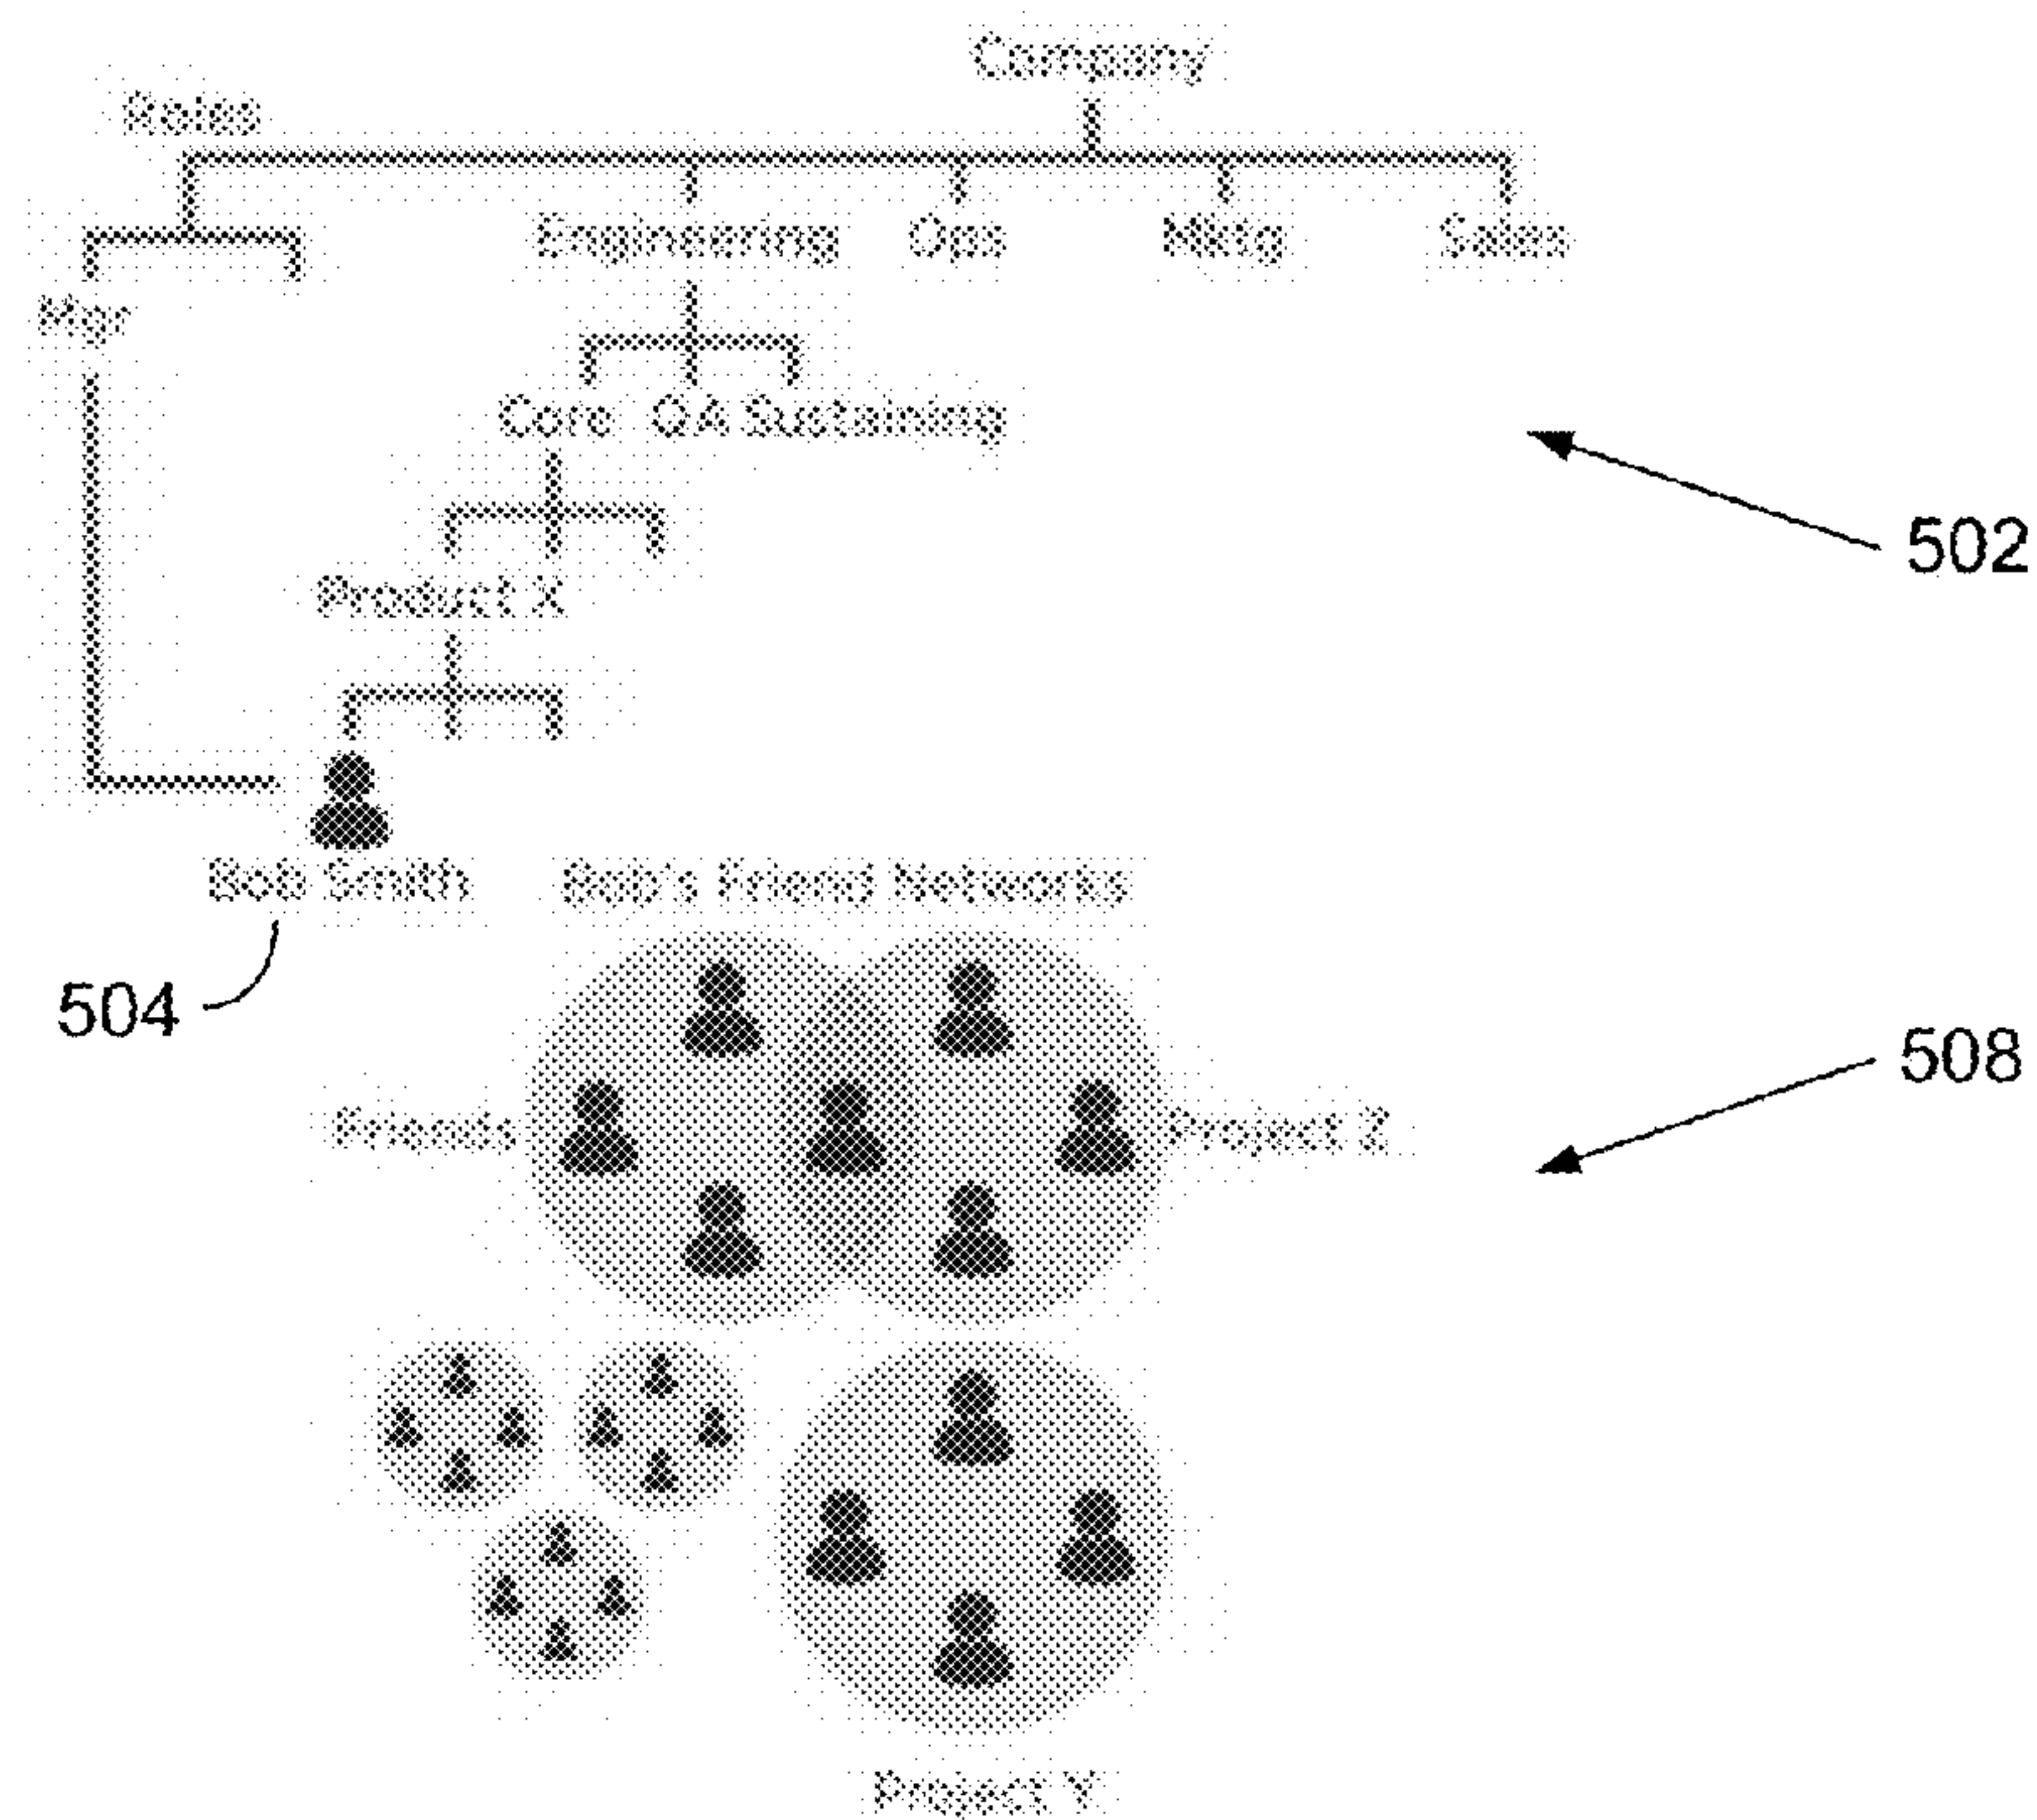 Company
Roles
Engineering Ops Mktg Sales
Mgr
Core QA Sustaining
502
Product X
Bob Smith Bob's Friend Networks
504
508
Friends Project Z
Project Y